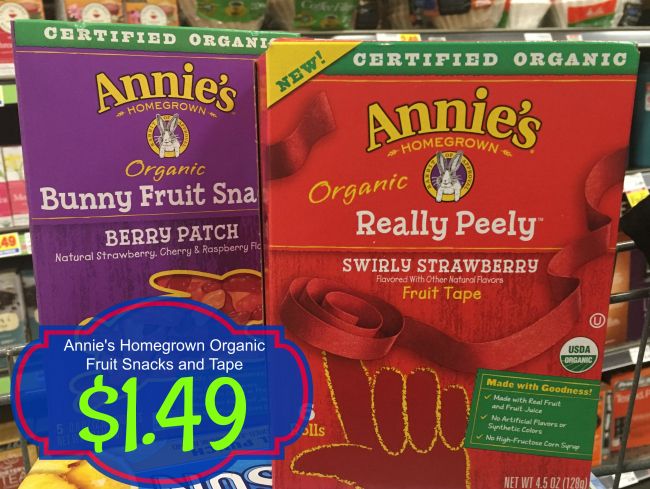 CERTIFIED ORGANIC
Annie's
HOMEGROWN
Organic
Bunny Fruit Sna
BERRY PATCH
Natural Strawberry, Cherry & Raspberry Fla
NEW!
CERTIFIED ORGANIC
Annie's
HOMEGROWN
Organic
Really Peely™
SWIRLY STRAWBERRY
Flavored With Other Natural Flavors
Fruit Tape
U
USDA
ORGANIC
Made with Goodness!
✓ Made with Real Fruit
and Fruit Juice
✓ No Artificial Flavors or
Synthetic Colors
✓ No High-Fructose Corn Syrup
NET WT 4.5 OZ (128g)
Annie's Homegrown Organic
Fruit Snacks and Tape
$1.49